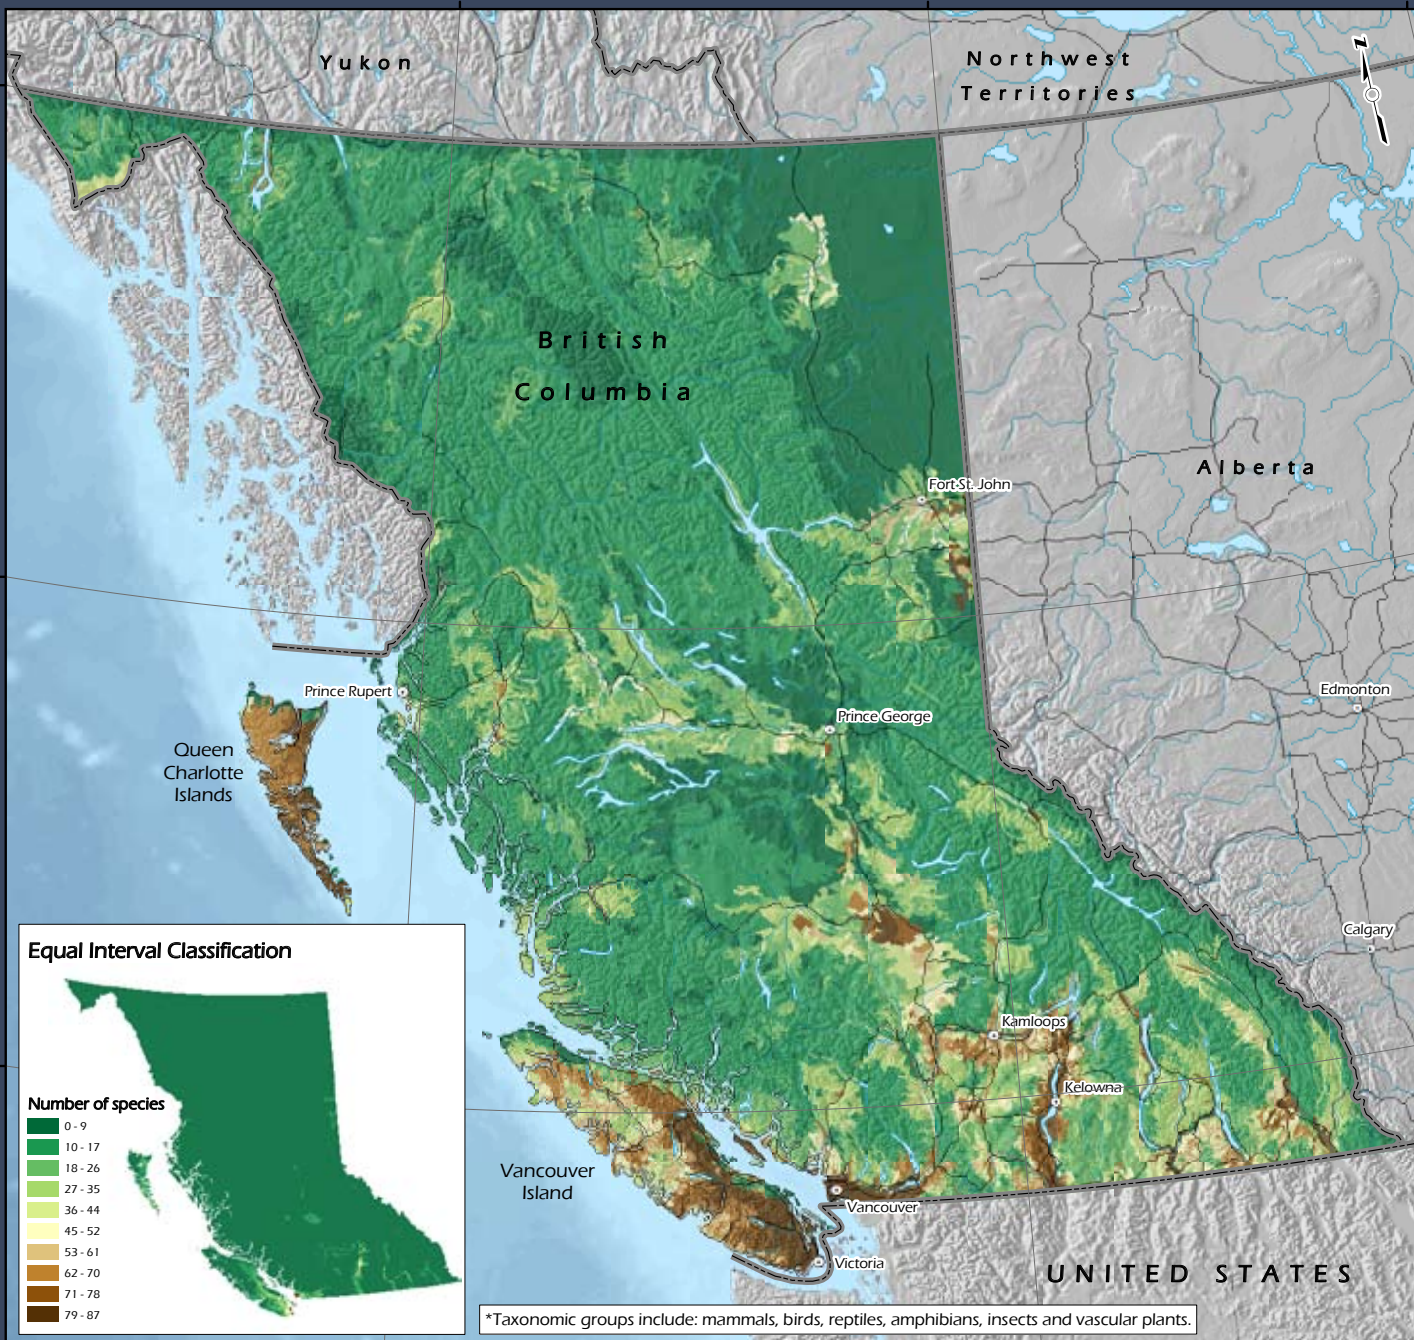 Yukon
Northwest
Territories
N
British
Columbia
Alberta
Fort St. John
Prince Rupert
Edmonton
Prince George
Queen
Charlotte
Islands
Calgary
Equal Interval Classification
Kamloops
Kelowna
Number of species
0 - 9
10 - 17
18 - 26
27 - 35
36 - 44
45 - 52
53 - 61
62 - 70
71 - 78
79 - 87
Vancouver
Island
Vancouver
Victoria
UNITED STATES
*Taxonomic groups include: mammals, birds, reptiles, amphibians, insects and vascular plants.